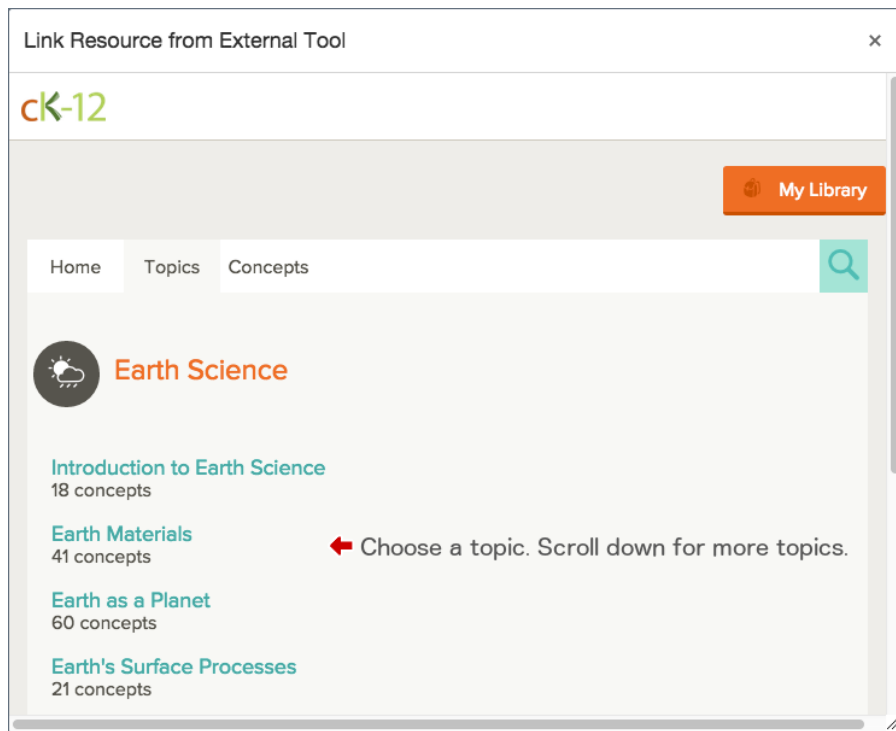 Link Resource from External Tool ×
cK-12
My Library
Home Topics Concepts
Earth Science
Introduction to Earth Science
18 concepts
Earth Materials
41 concepts
Choose a topic. Scroll down for more topics.
Earth as a Planet
60 concepts
Earth's Surface Processes
21 concepts